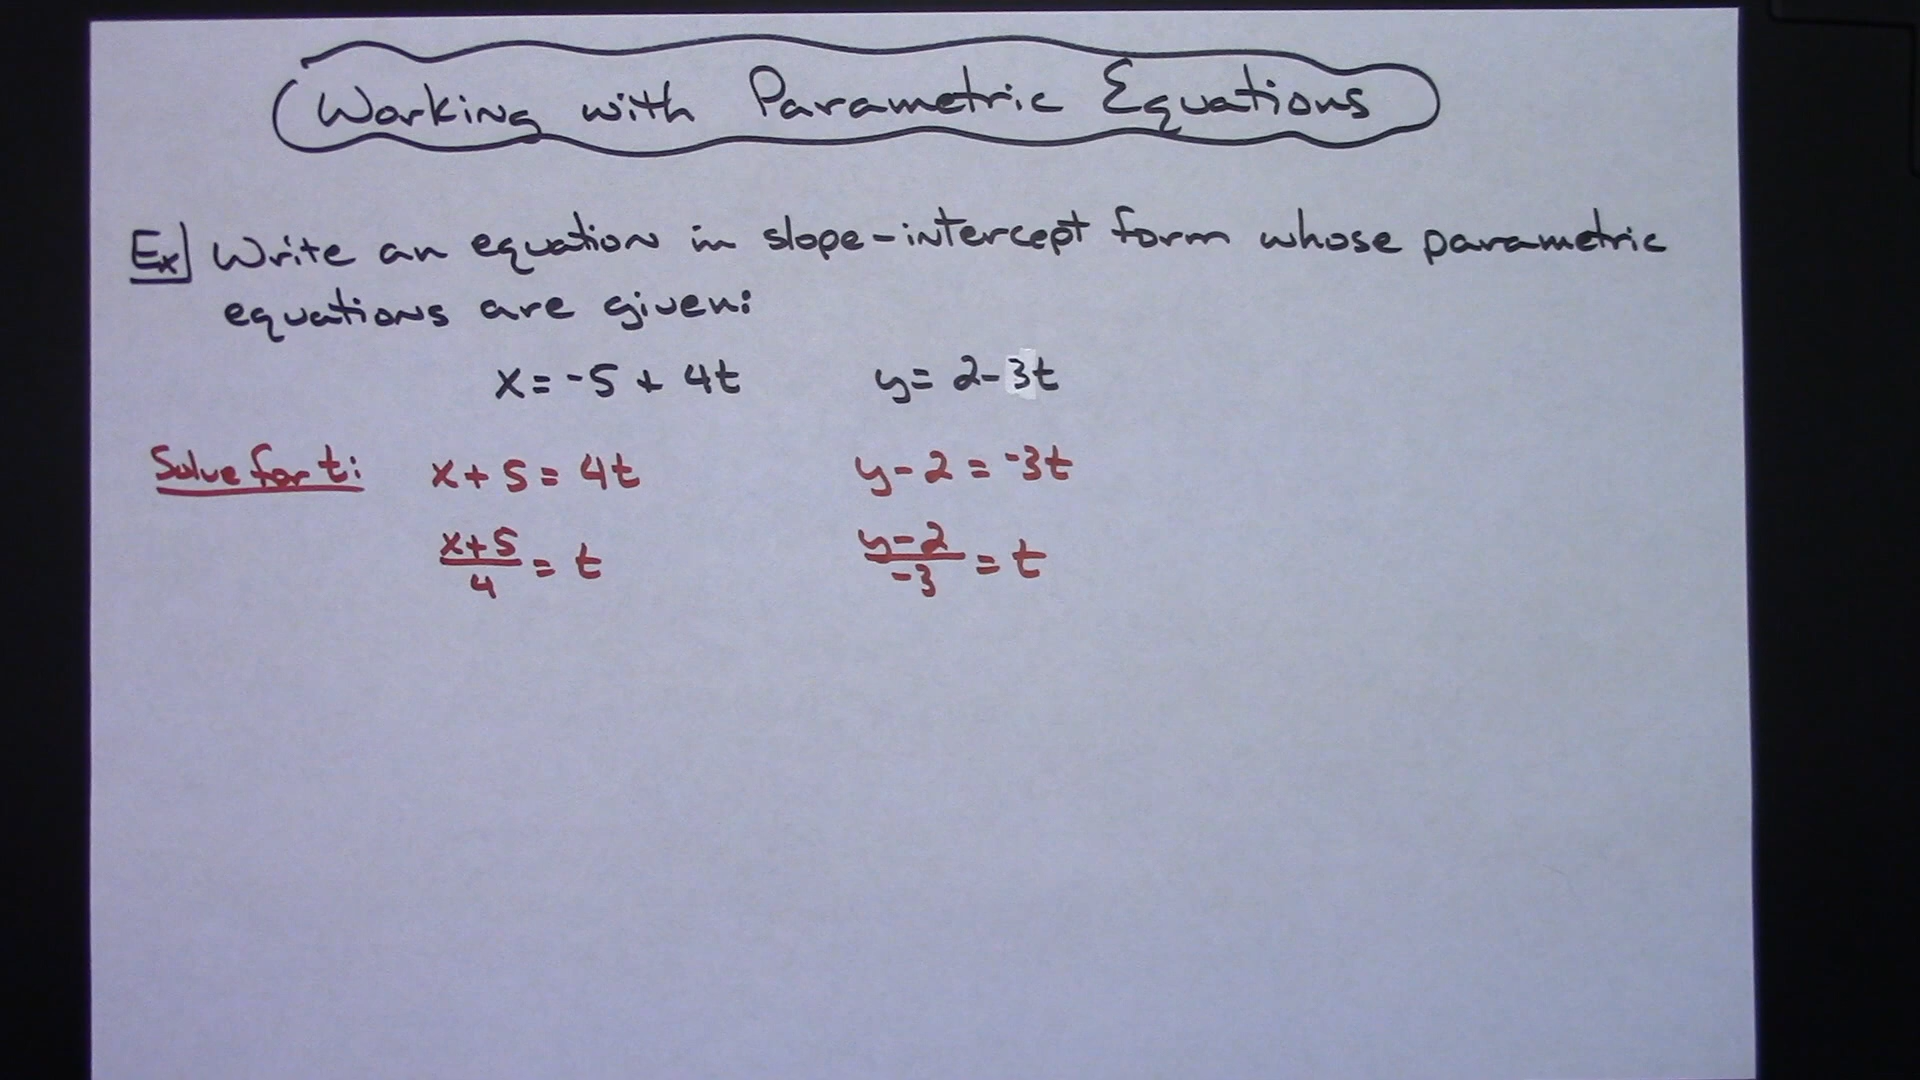 Working with Parametric Equations
Ex Write an equation in slope-intercept form whose parametric
equations are given:
x = -5 + 4t y = 2-3t
Solve for t: x + 5 = 4t y - 2 = -3t
x+5/4 = t y-2/-3 = t